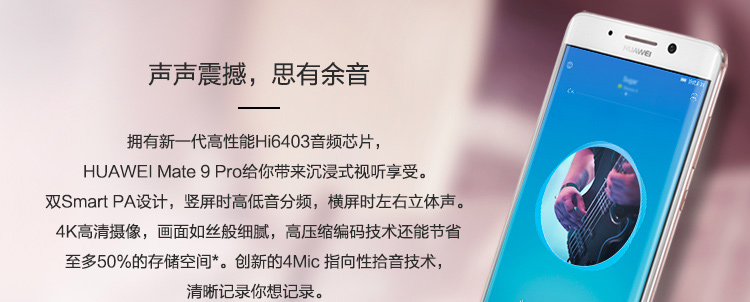 声声震撼，思有余音
拥有新一代高性能Hi6403音频芯片，
HUAWEI Mate 9 Pro给你带来沉浸式视听享受。
双Smart PA设计，竖屏时高低音分频，横屏时左右立体声。
4K高清摄像，画面如丝般细腻，高压缩编码技术还能节省
至多50%的存储空间*。创新的4Mic 指向性拾音技术，
清晰记录你想记录。
HUAWEI
Sugar